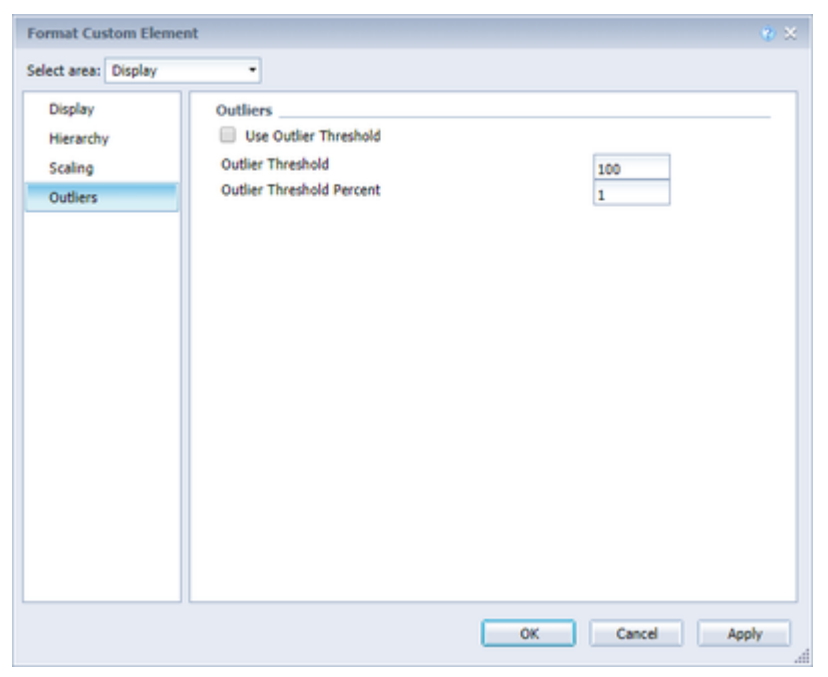 Format Custom Element
Select area: Display
Display
Hierarchy
Scaling
Outliers
Outliers
Use Outlier Threshold
Outlier Threshold 100
Outlier Threshold Percent 1
OK Cancel Apply